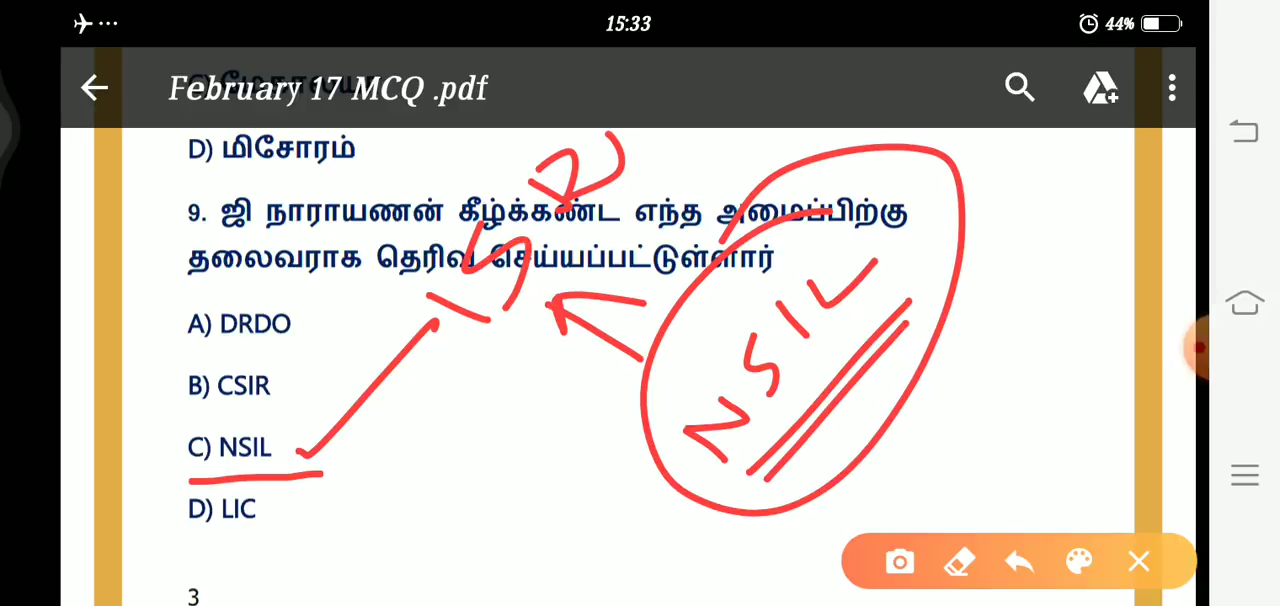 15:33
44%
February 17 MCQ .pdf
D) மிசோரம்
9. ஜி நாராயணன் கீழ்க்கண்ட எந்த அமைப்பிற்கு
தலைவராக தெரிவு செய்யப்பட்டுள்ளார்
A) DRDO
B) CSIR
C) NSIL
D) LIC
ISR
NSIL
3